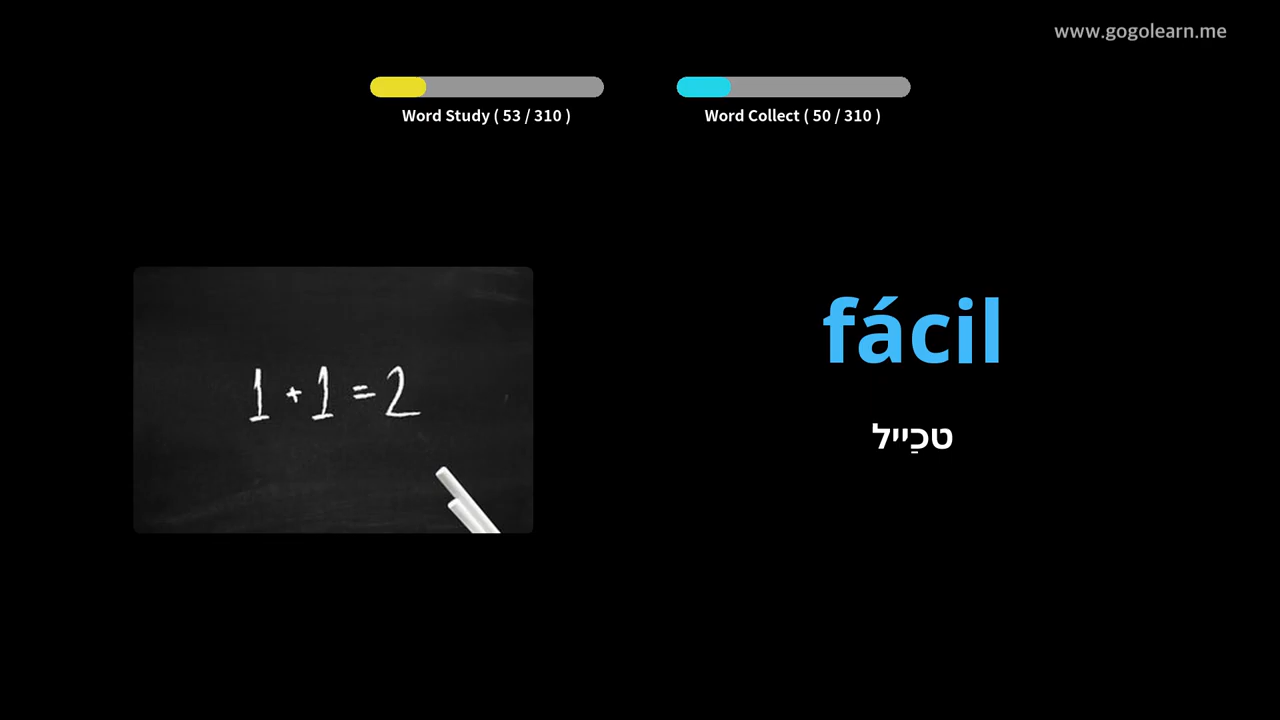 www.gogolearn.me
Word Study ( 53 / 310 )
Word Collect ( 50 / 310 )
1 + 1 = 2
fácil
טכַייל